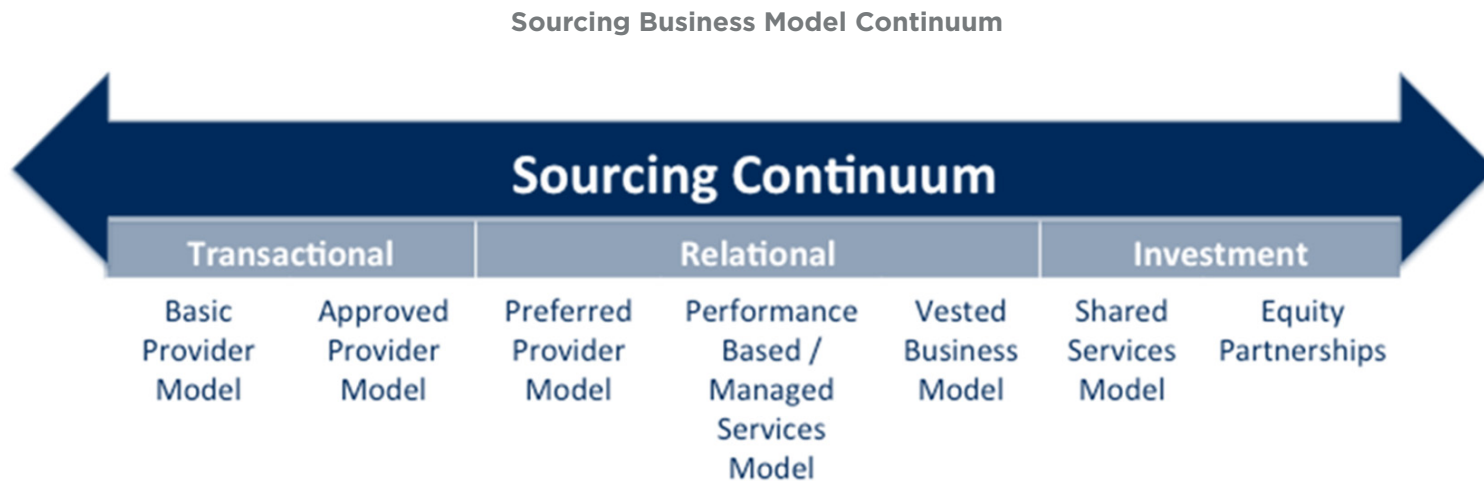 Sourcing Business Model Continuum
Sourcing Continuum
Transactional
Relational
Investment
Basic
Provider
Model
Approved
Provider
Model
Preferred
Provider
Model
Performance
Based /
Managed
Services
Model
Vested
Business
Model
Shared
Services
Model
Equity
Partnerships